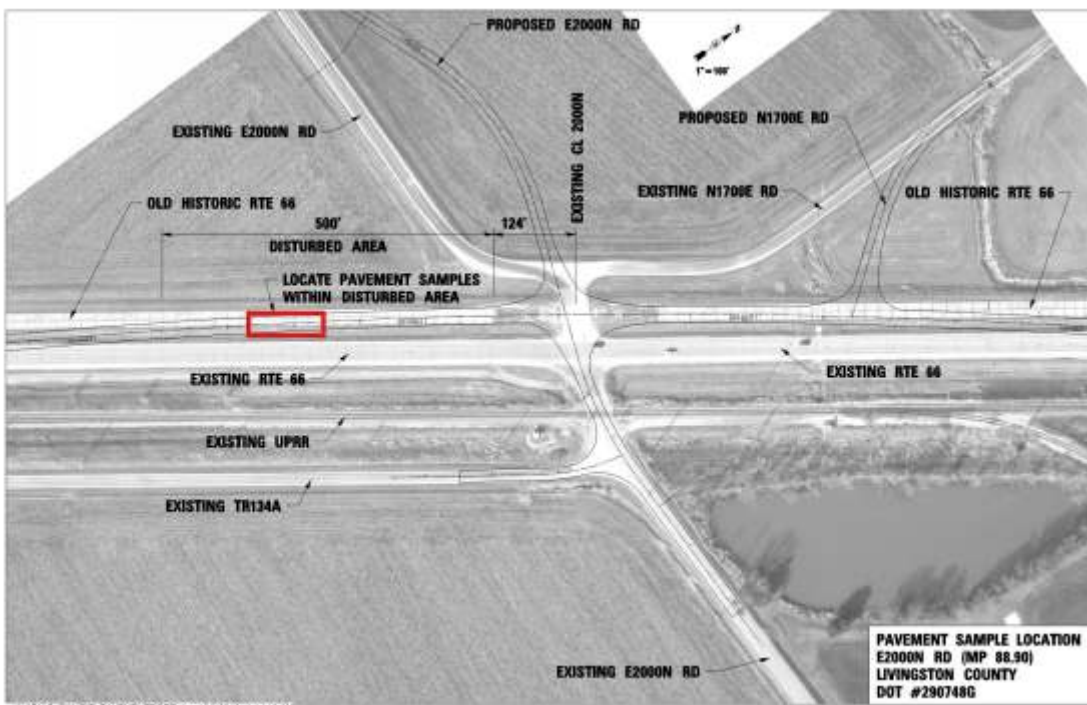 PROPOSED E2000N RD
1"=100'
EXISTING E2000N RD
EXISTING CL 2000N
PROPOSED N1700E RD
EXISTING N1700E RD
OLD HISTORIC RTE 66
OLD HISTORIC RTE 66
500'
124'
DISTURBED AREA
LOCATE PAVEMENT SAMPLES
WITHIN DISTURBED AREA
EXISTING RTE 66
EXISTING RTE 66
EXISTING UPRR
EXISTING TR134A
EXISTING E2000N RD
PAVEMENT SAMPLE LOCATION
E2000N RD (MP 88.90)
LIVINGSTON COUNTY
DOT #290748G